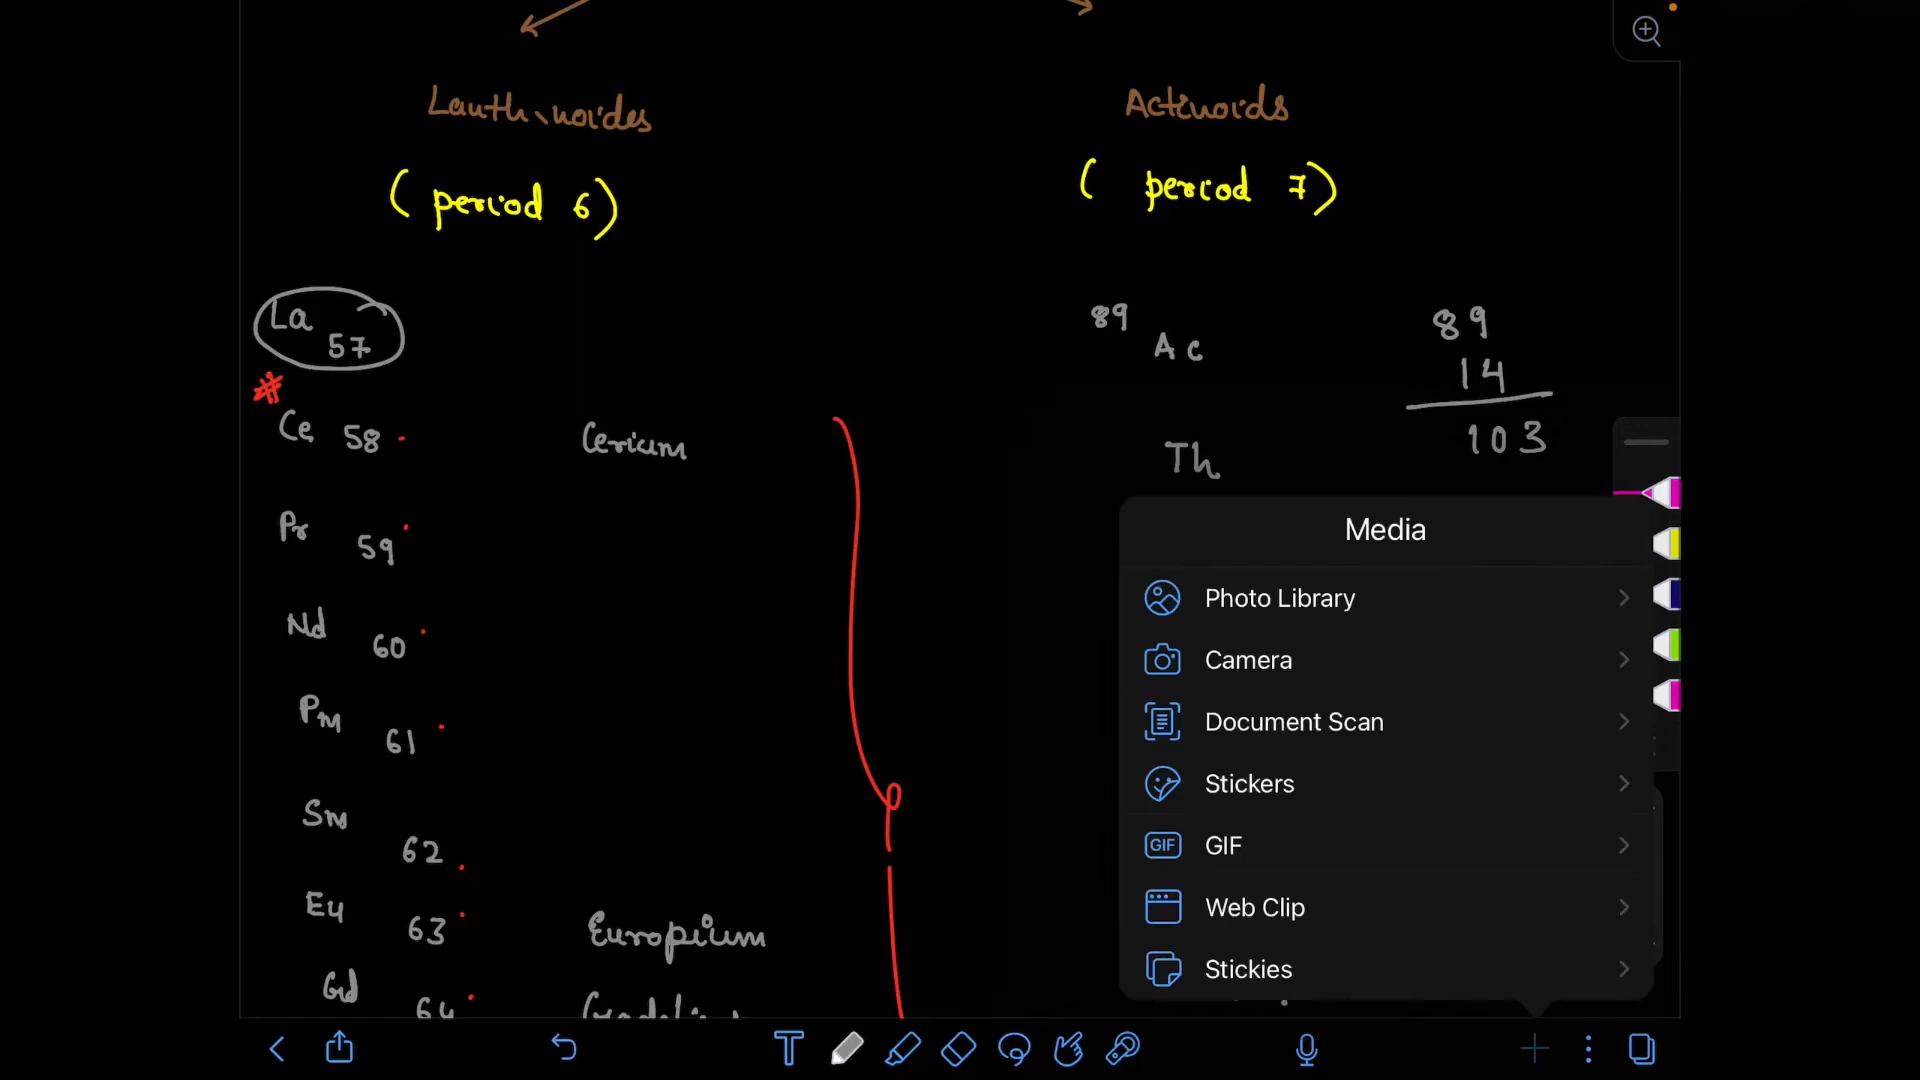 Lanthinoides
(period 6)
La 57
Ce 58 Cerium
Pr 59
Nd 60
Pm 61
Sm 62
Eu 63 Europium
Gd 64
Actinoids
(period 7)
89 Ac
Th
89
14
103
Media
Photo Library
Camera
Document Scan
Stickers
GIF GIF
Web Clip
Stickies
T